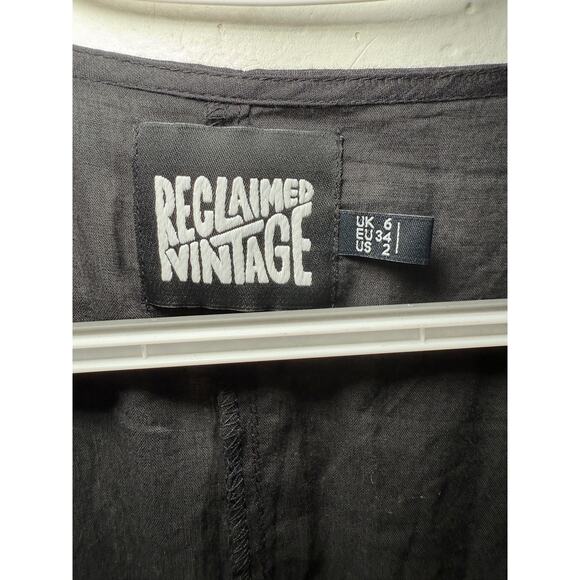 RECLAIMED
VINTAGE
UK 6
EU 34
US 2